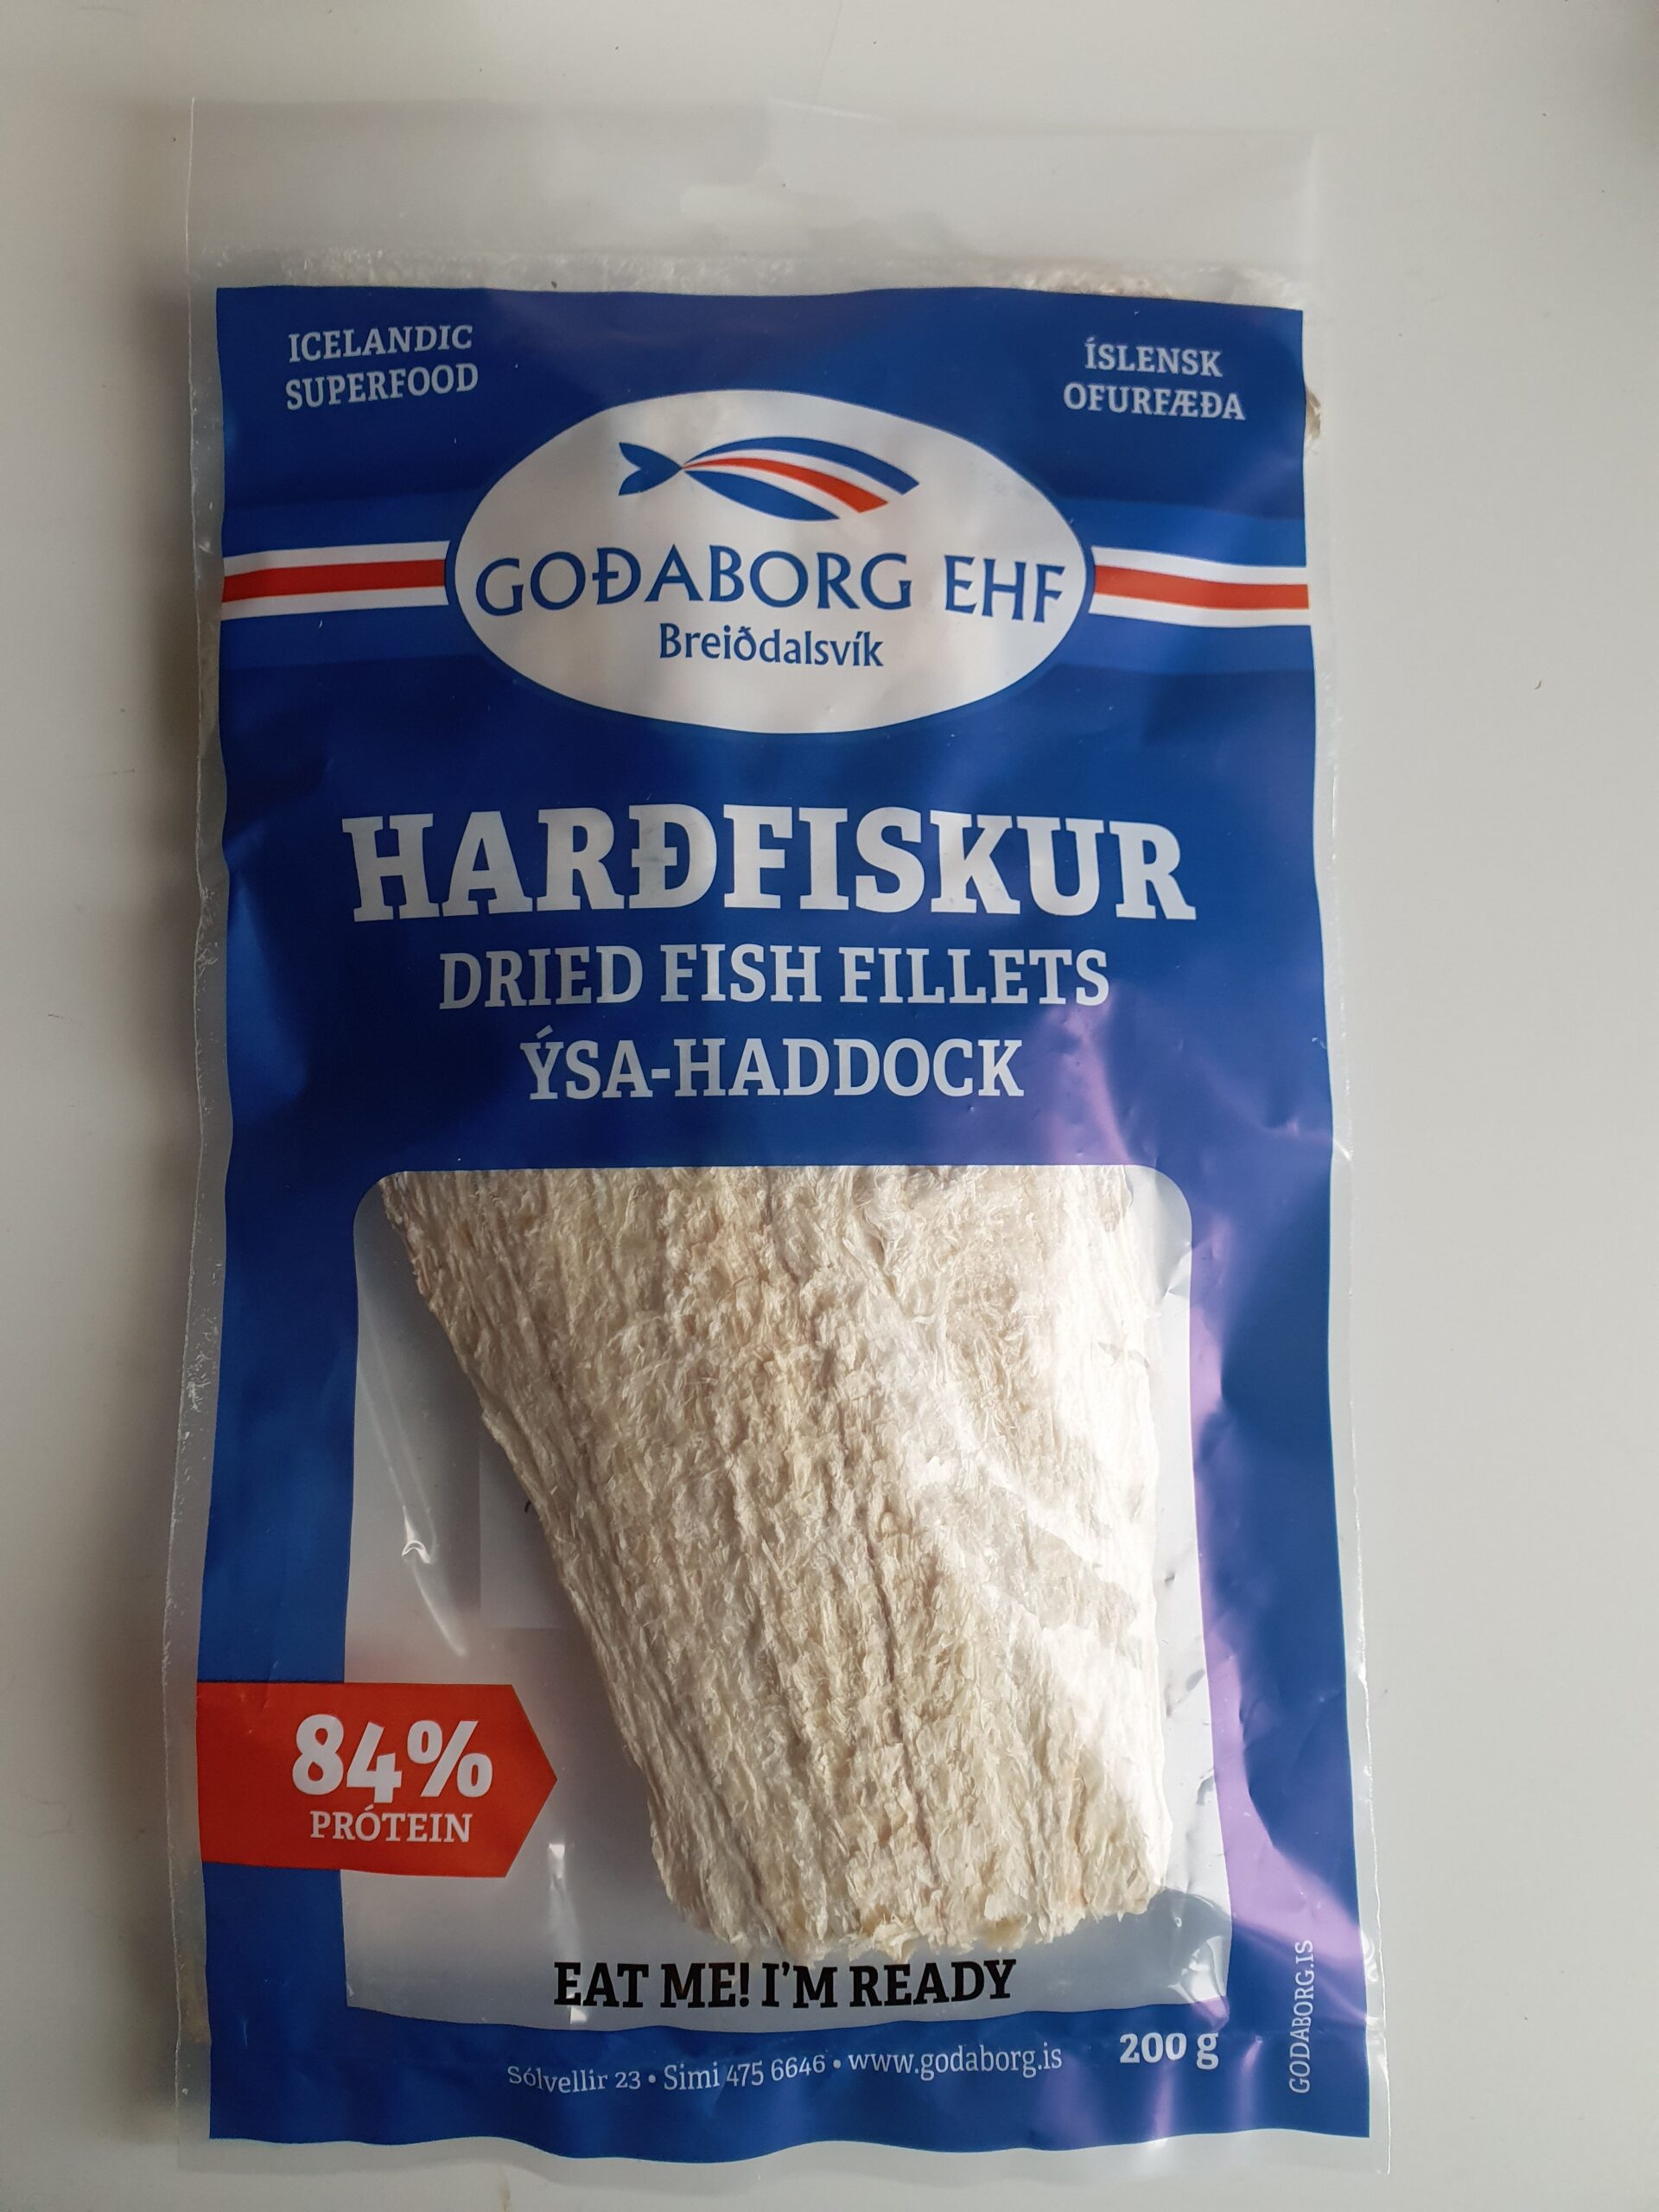 ICELANDIC
SUPERFOOD
ÍSLENSK
OFURFÆÐA
GOÐABORG EHF
Breiðdalsvík
HARÐFISKUR
DRIED FISH FILLETS
ÝSA-HADDOCK
84%
PRÓTEIN
EAT ME! I'M READY
200 g
Sólvellir 23 • Simi 475 6646 • www.godaborg.is
GODABORG.IS